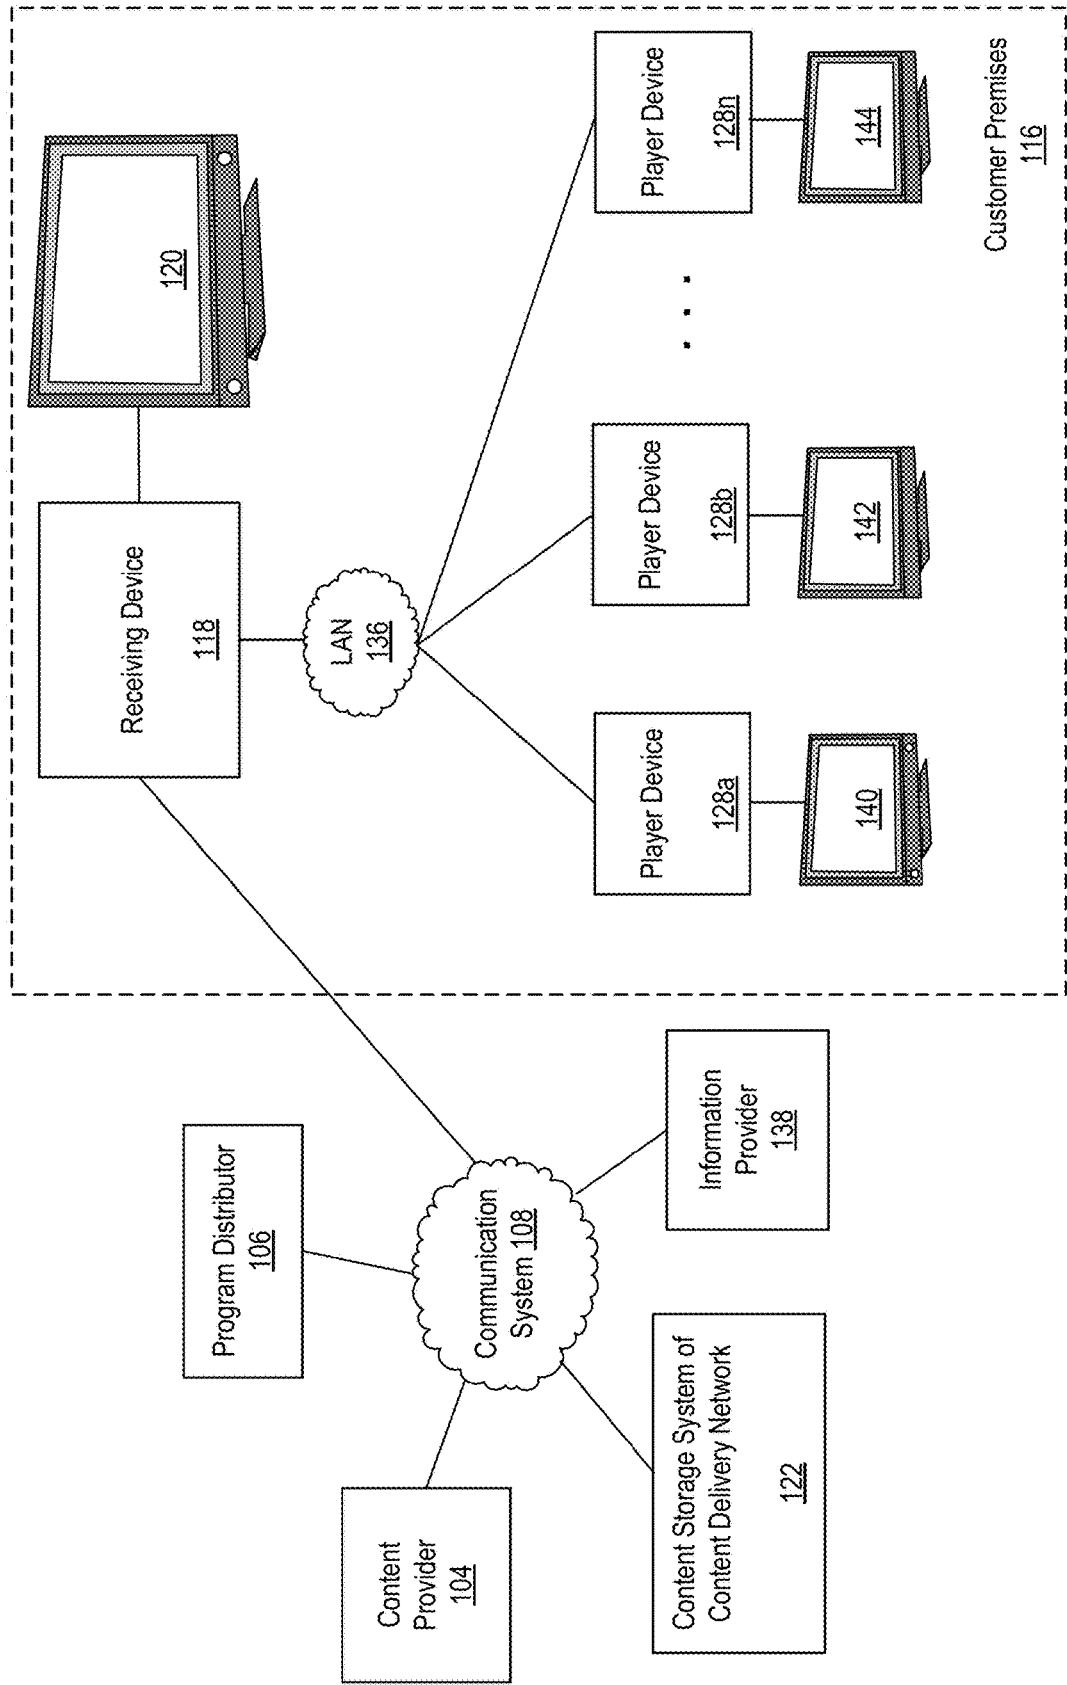 Content
Provider
104
Program Distributor
106
Communication
System 108
Content Storage System of
Content Delivery Network
122
Information
Provider
138
Receiving Device
118
120
LAN
136
Player Device
128a
Player Device
128b
. . .
Player Device
128n
140
142
144
Customer Premises
116